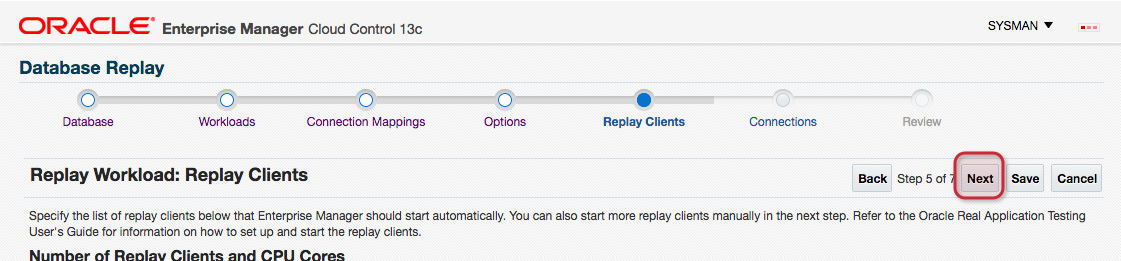 ORACLE Enterprise Manager Cloud Control 13c SYSMAN
Database Replay
Database Workloads Connection Mappings Options Replay Clients Connections Review
Replay Workload: Replay Clients Back Step 5 of 7 Next Save Cancel
Specify the list of replay clients below that Enterprise Manager should start automatically. You can also start more replay clients manually in the next step. Refer to the Oracle Real Application Testing
User's Guide for information on how to set up and start the replay clients.
Number of Replay Clients and CPU Cores